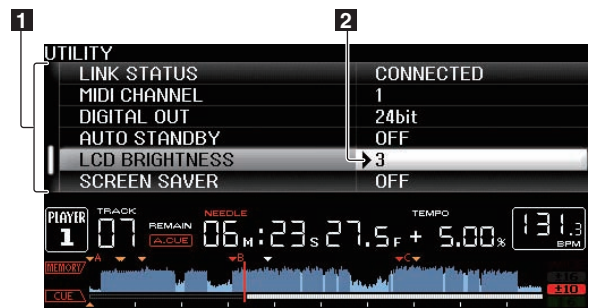 1 2
UTILITY
LINK STATUS CONNECTED
MIDI CHANNEL 1
DIGITAL OUT 24bit
AUTO STANDBY OFF
LCD BRIGHTNESS 3
SCREEN SAVER OFF
PLAYER 1 TRACK 07 REMAIN A.CUE NEEDLE 06M:23s27.5F TEMPO +5.00% 131.3 BPM
MEMORY A B C ±16
CUE ±10